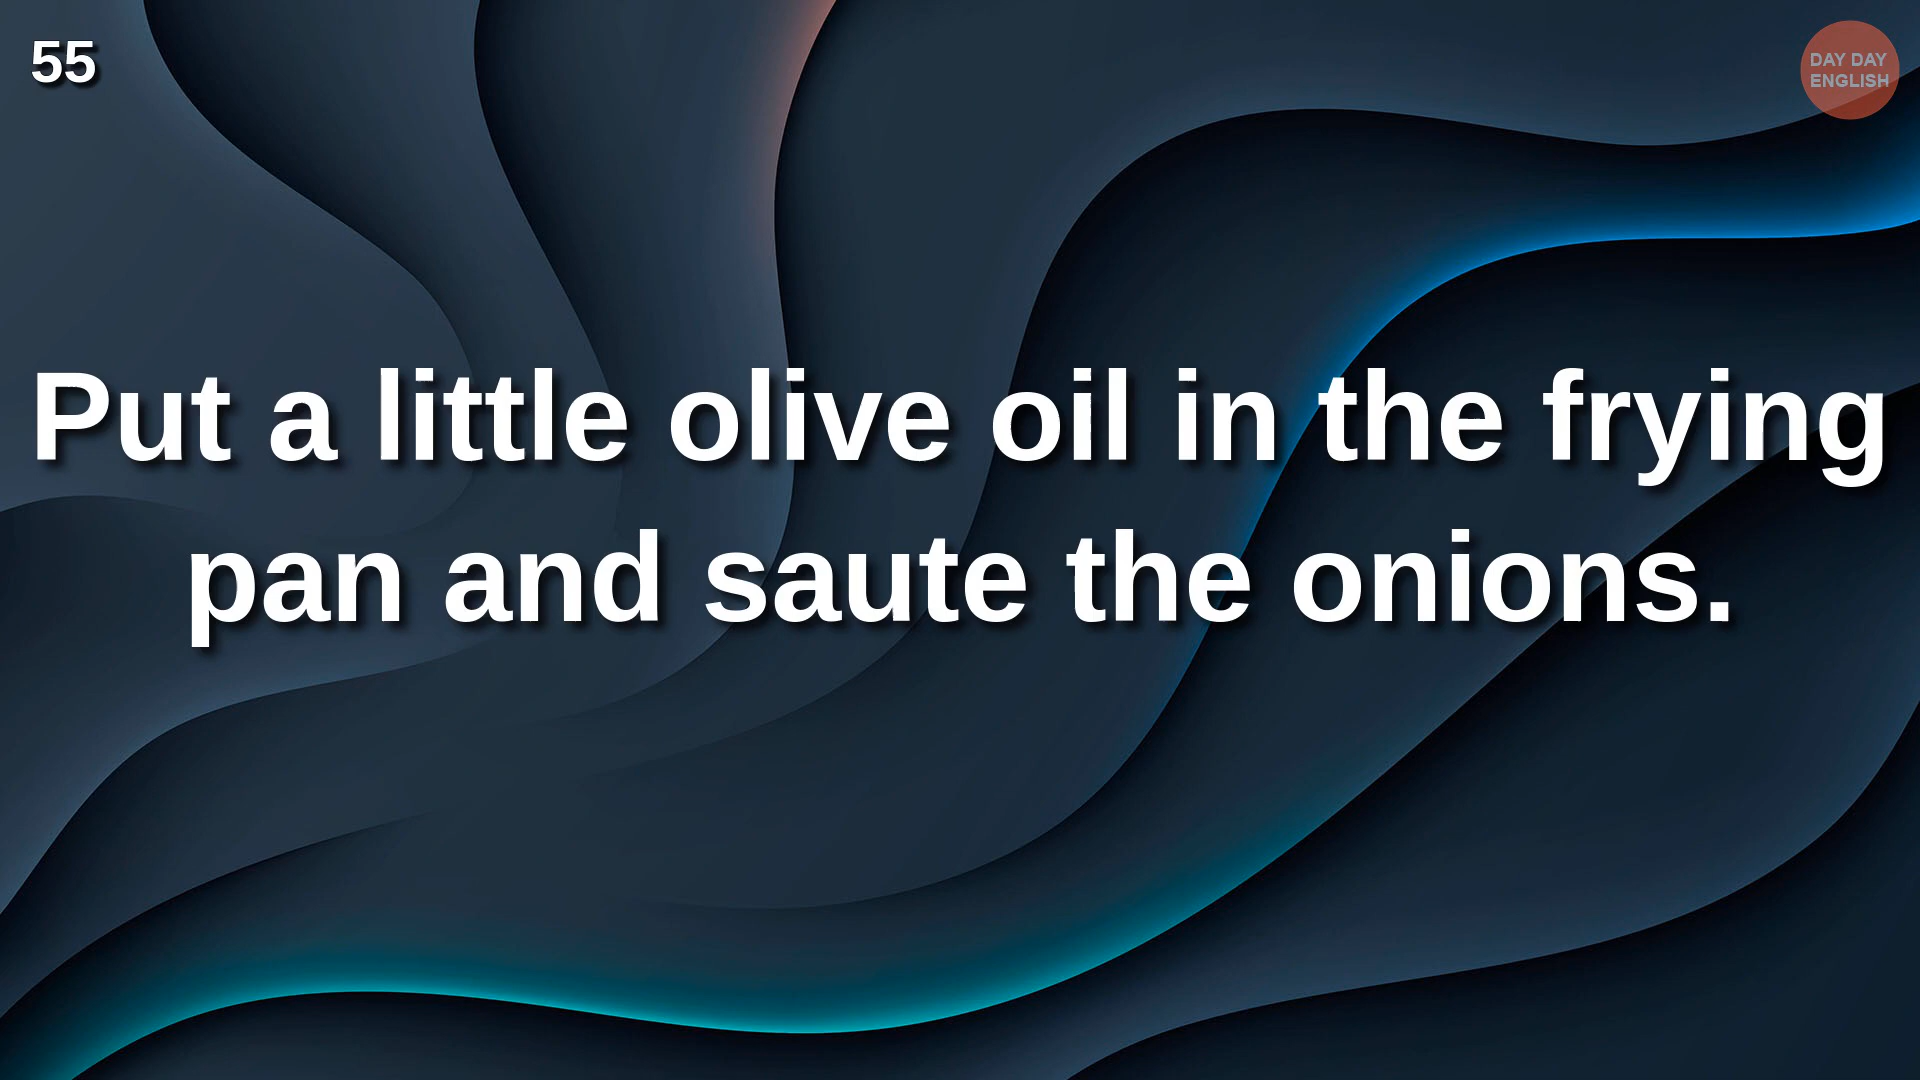 55
DAY DAY
ENGLISH
Put a little olive oil in the frying
pan and saute the onions.